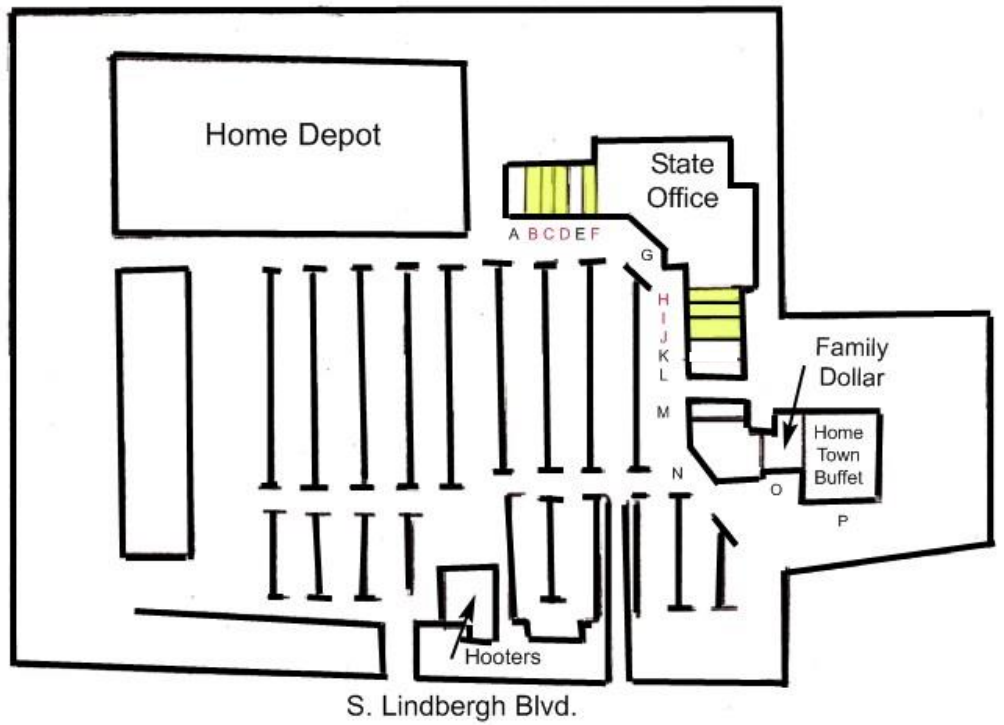 Home Depot
State
Office
A B C D E F
G
H
I
J
K
L
M
N
O
P
Family
Dollar
Home
Town
Buffet
Hooters
S. Lindbergh Blvd.